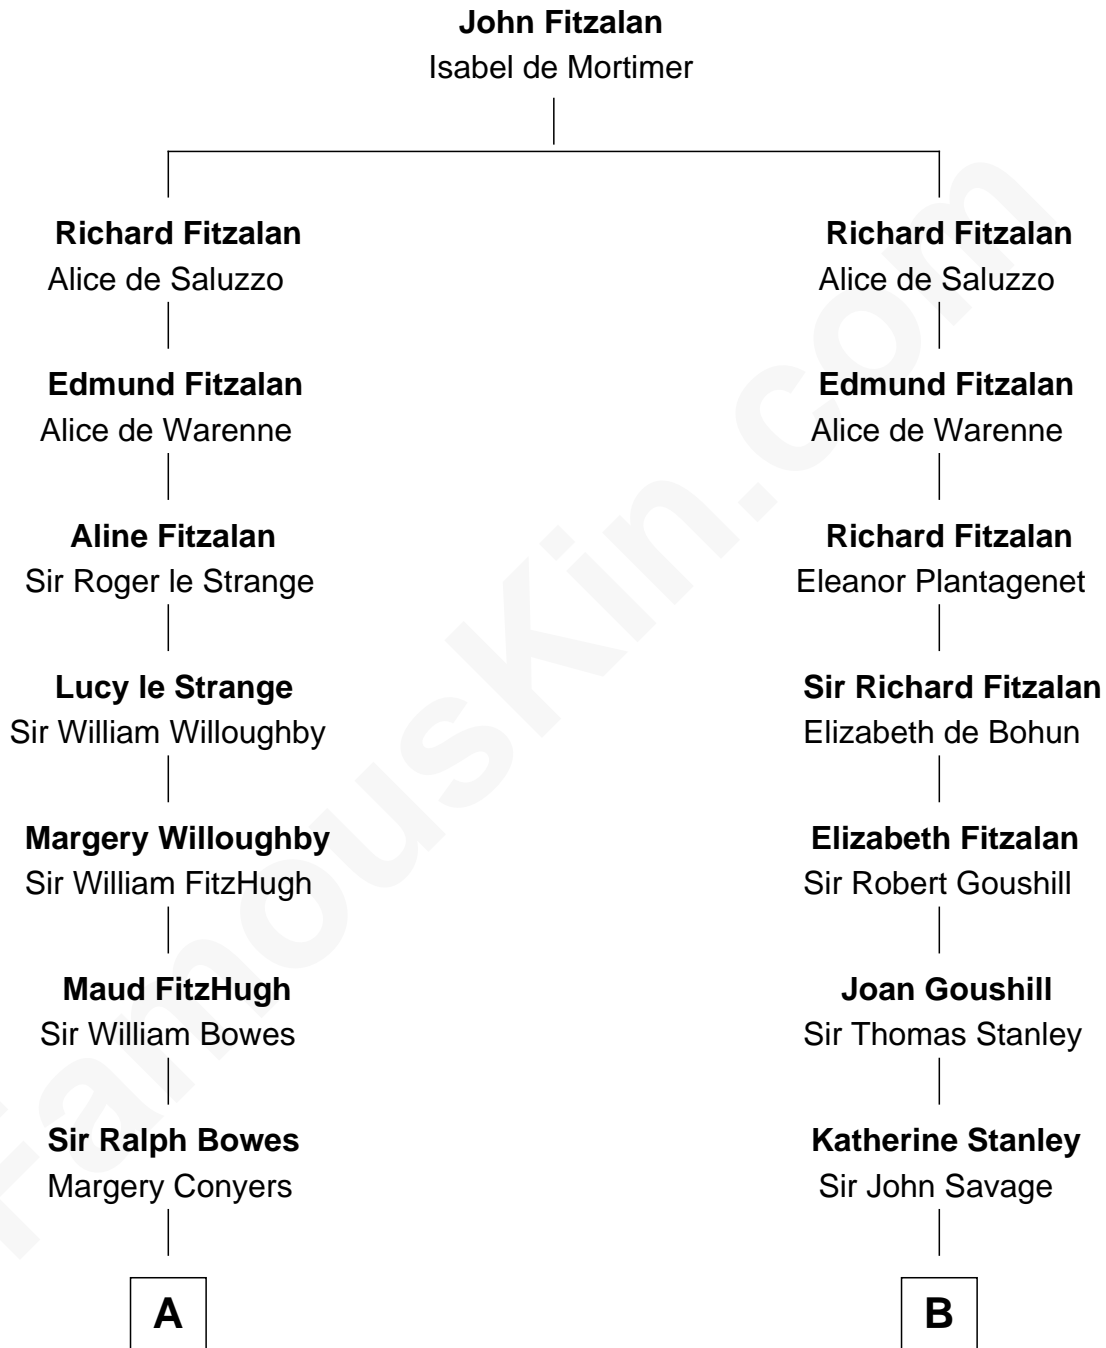 John Fitzalan
Isabel de Mortimer
Richard Fitzalan
Alice de Saluzzo
Edmund Fitzalan
Alice de Warenne
Aline Fitzalan
Sir Roger le Strange
Lucy le Strange
Sir William Willoughby
Margery Willoughby
Sir William FitzHugh
Maud FitzHugh
Sir William Bowes
Sir Ralph Bowes
Margery Conyers
A
Richard Fitzalan
Alice de Saluzzo
Edmund Fitzalan
Alice de Warenne
Richard Fitzalan
Eleanor Plantagenet
Sir Richard Fitzalan
Elizabeth de Bohun
Elizabeth Fitzalan
Sir Robert Goushill
Joan Goushill
Sir Thomas Stanley
Katherine Stanley
Sir John Savage
B
FamousKin.com